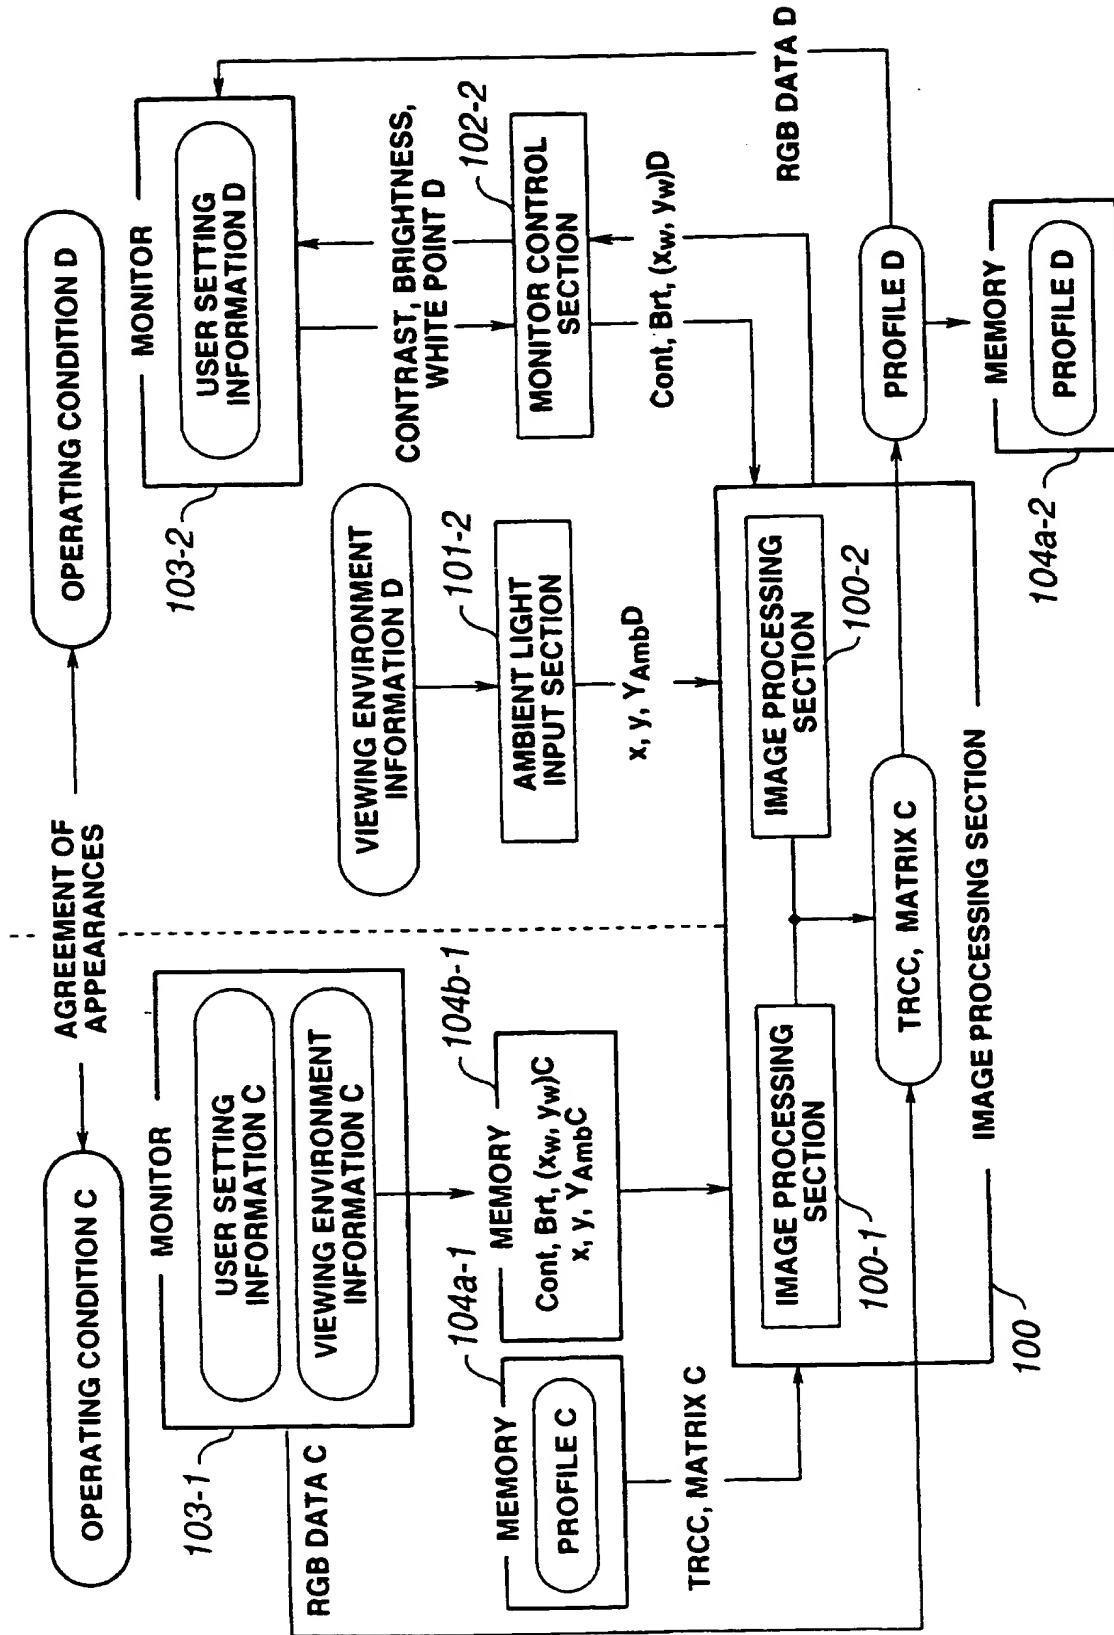 OPERATING CONDITION C
AGREEMENT OF
APPEARANCES
OPERATING CONDITION D
103-1
MONITOR
USER SETTING
INFORMATION C
VIEWING ENVIRONMENT
INFORMATION C
RGB DATA C
104a-1
MEMORY
PROFILE C
TRCC, MATRIX C
104b-1
MEMORY
Cont, Brt, (xw, yw)C
x, y, YAmbC
103-2
MONITOR
USER SETTING
INFORMATION D
VIEWING ENVIRONMENT
INFORMATION D
101-2
AMBIENT LIGHT
INPUT SECTION
x, y, YAmbD
CONTRAST, BRIGHTNESS,
WHITE POINT D
102-2
MONITOR CONTROL
SECTION
Cont, Brt, (xw, yw)D
RGB DATA D
IMAGE PROCESSING
SECTION
100-1
IMAGE PROCESSING
SECTION
100-2
TRCC, MATRIX C
100
IMAGE PROCESSING SECTION
PROFILE D
MEMORY
PROFILE D
104a-2